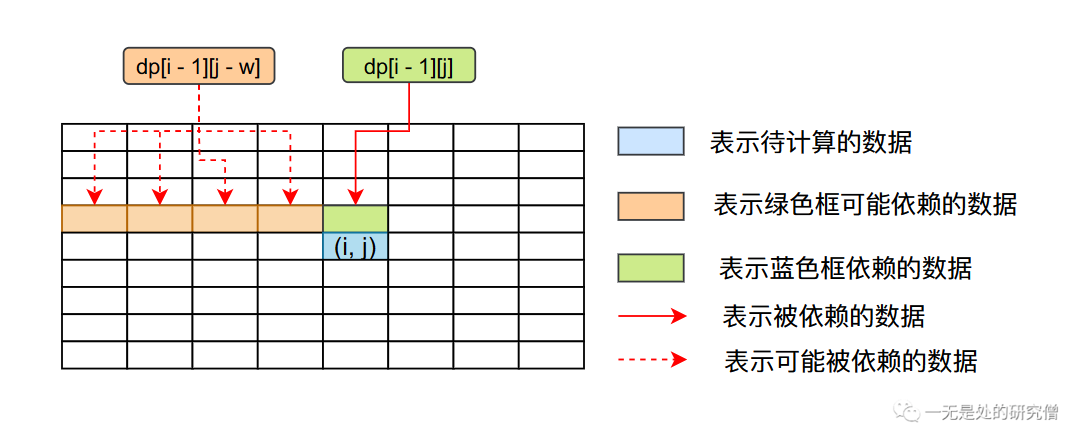 dp[i - 1][j - w]
dp[i - 1][j]
(i, j)
表示待计算的数据
表示绿色框可能依赖的数据
表示蓝色框依赖的数据
表示被依赖的数据
表示可能被依赖的数据
一无是处的研究僧